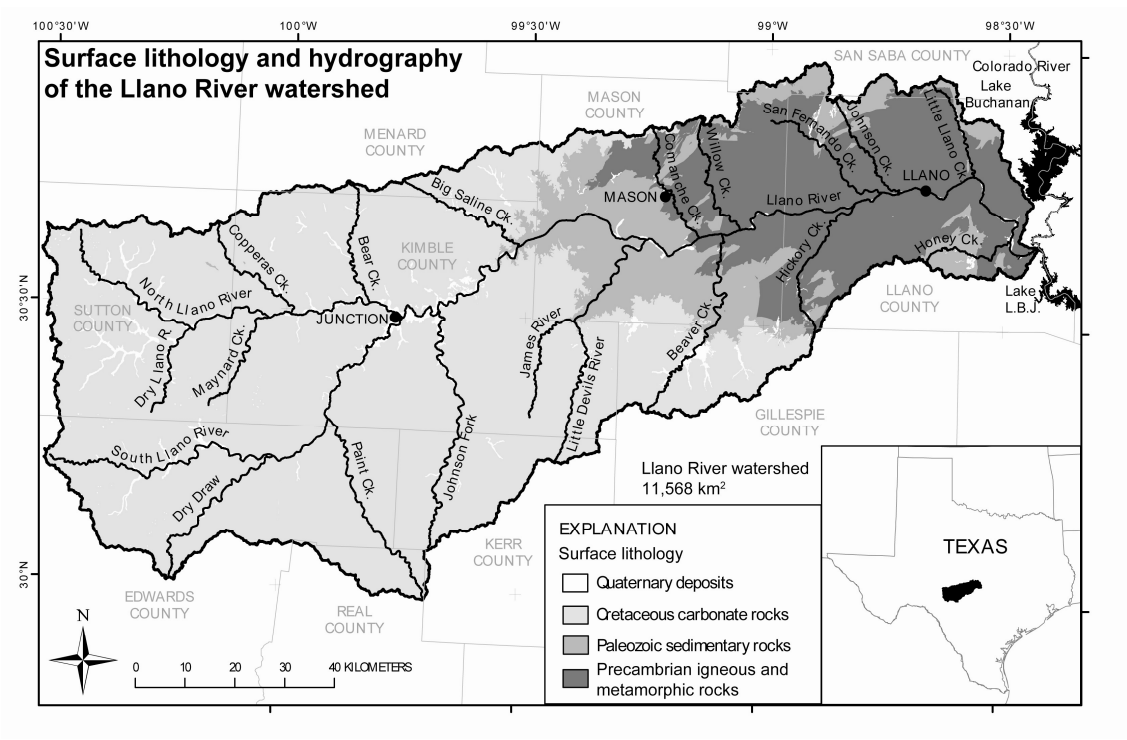 100°30'W
100°W
99°30'W
99°W
98°30'W
Surface lithology and hydrography
of the Llano River watershed
SAN SABA COUNTY
Colorado River
Lake
Buchanan
MASON
COUNTY
MENARD
COUNTY
San Fernando Ck.
Johnson Ck.
Little Llano Ck.
Comanche Ck.
Willow Ck.
LLANO
Big Saline Ck.
MASON
Llano River
Copperas Ck.
Bear Ck.
KIMBLE
COUNTY
Hickory Ck.
Honey Ck.
30°30'N
North Llano River
SUTTON
COUNTY
JUNCTION
LLANO
COUNTY
Lake
L.B.J.
Dry Llano R.
Maynard Ck.
James River
Little Devils River
Beaver Ck.
GILLESPIE
COUNTY
South Llano River
Paint Ck.
Johnson Fork
Dry Draw
Llano River watershed
11,568 km²
30°N
KERR
COUNTY
EDWARDS
COUNTY
REAL
COUNTY
EXPLANATION
Surface lithology
Quaternary deposits
Cretaceous carbonate rocks
Paleozoic sedimentary rocks
Precambrian igneous and
metamorphic rocks
TEXAS
N
0 10 20 30 40 KILOMETERS